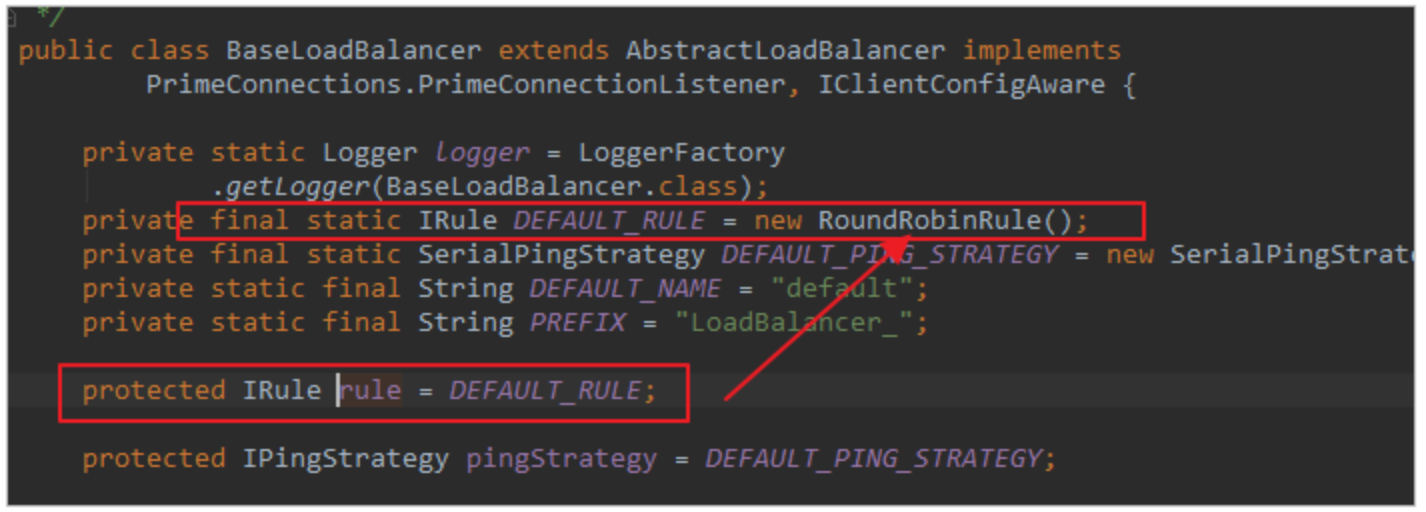 */
public class BaseLoadBalancer extends AbstractLoadBalancer implements
PrimeConnections.PrimeConnectionListener, IClientConfigAware {
private static Logger logger = LoggerFactory
.getLogger(BaseLoadBalancer.class);
private final static IRule DEFAULT_RULE = new RoundRobinRule();
private final static SerialPingStrategy DEFAULT_PING_STRATEGY = new SerialPingStrat
private static final String DEFAULT_NAME = "default";
private static final String PREFIX = "LoadBalancer_";
protected IRule rule = DEFAULT_RULE;
protected IPingStrategy pingStrategy = DEFAULT_PING_STRATEGY;